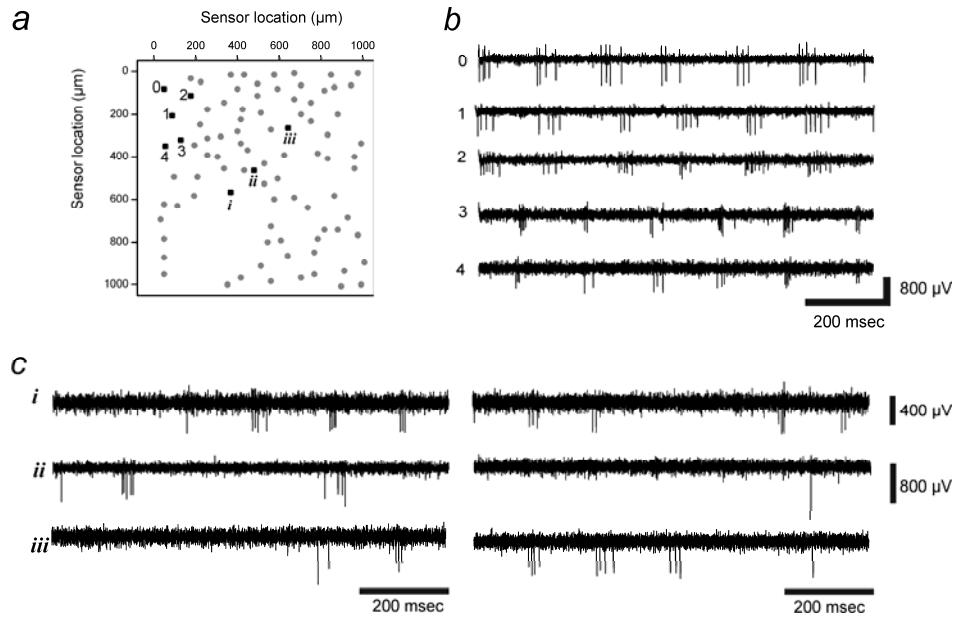 a
Sensor location (µm)
0 200 400 600 800 1000
Sensor location (µm)
0
200
400
600
800
1000
0
2
1
3
4
iii
ii
i
b
0
1
2
3
4
800 µV
200 msec
c
i
400 µV
ii
800 µV
iii
200 msec
200 msec